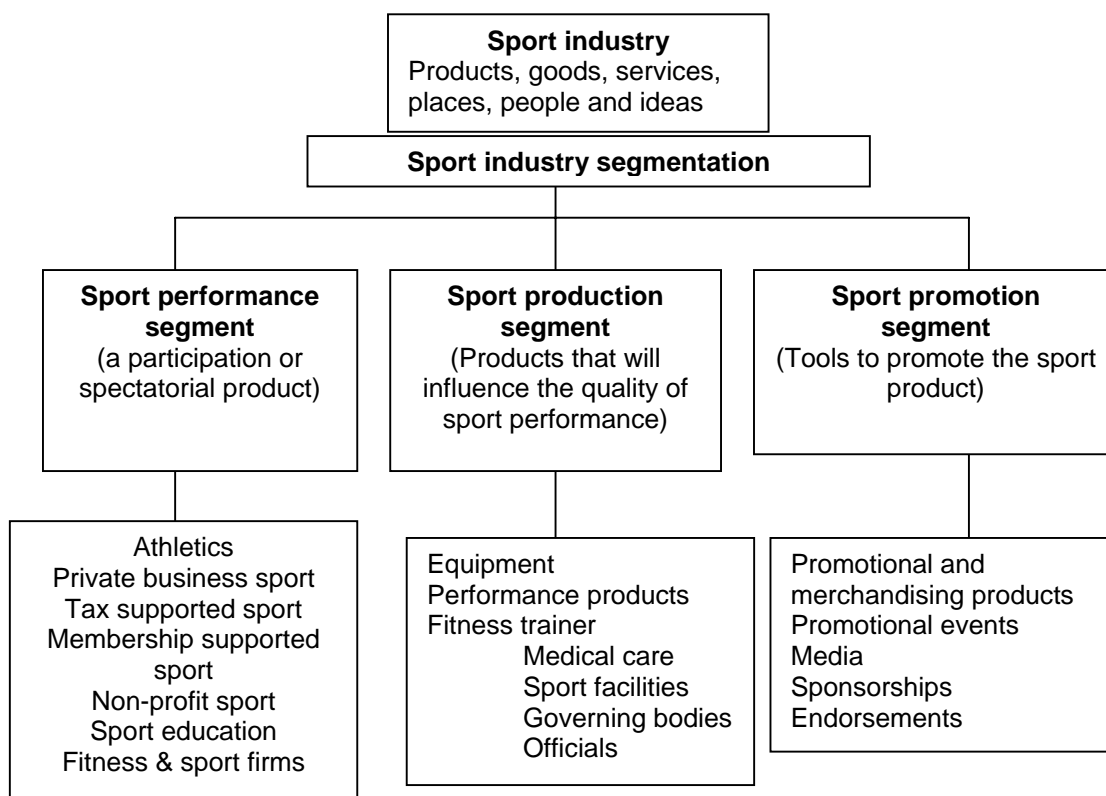 Sport industry
Products, goods, services,
places, people and ideas
Sport industry segmentation
Sport performance
segment
(a participation or
spectatorial product)
Sport production
segment
(Products that will
influence the quality of
sport performance)
Sport promotion
segment
(Tools to promote the sport
product)
Athletics
Private business sport
Tax supported sport
Membership supported
sport
Non-profit sport
Sport education
Fitness & sport firms
Equipment
Performance products
Fitness trainer
Medical care
Sport facilities
Governing bodies
Officials
Promotional and
merchandising products
Promotional events
Media
Sponsorships
Endorsements